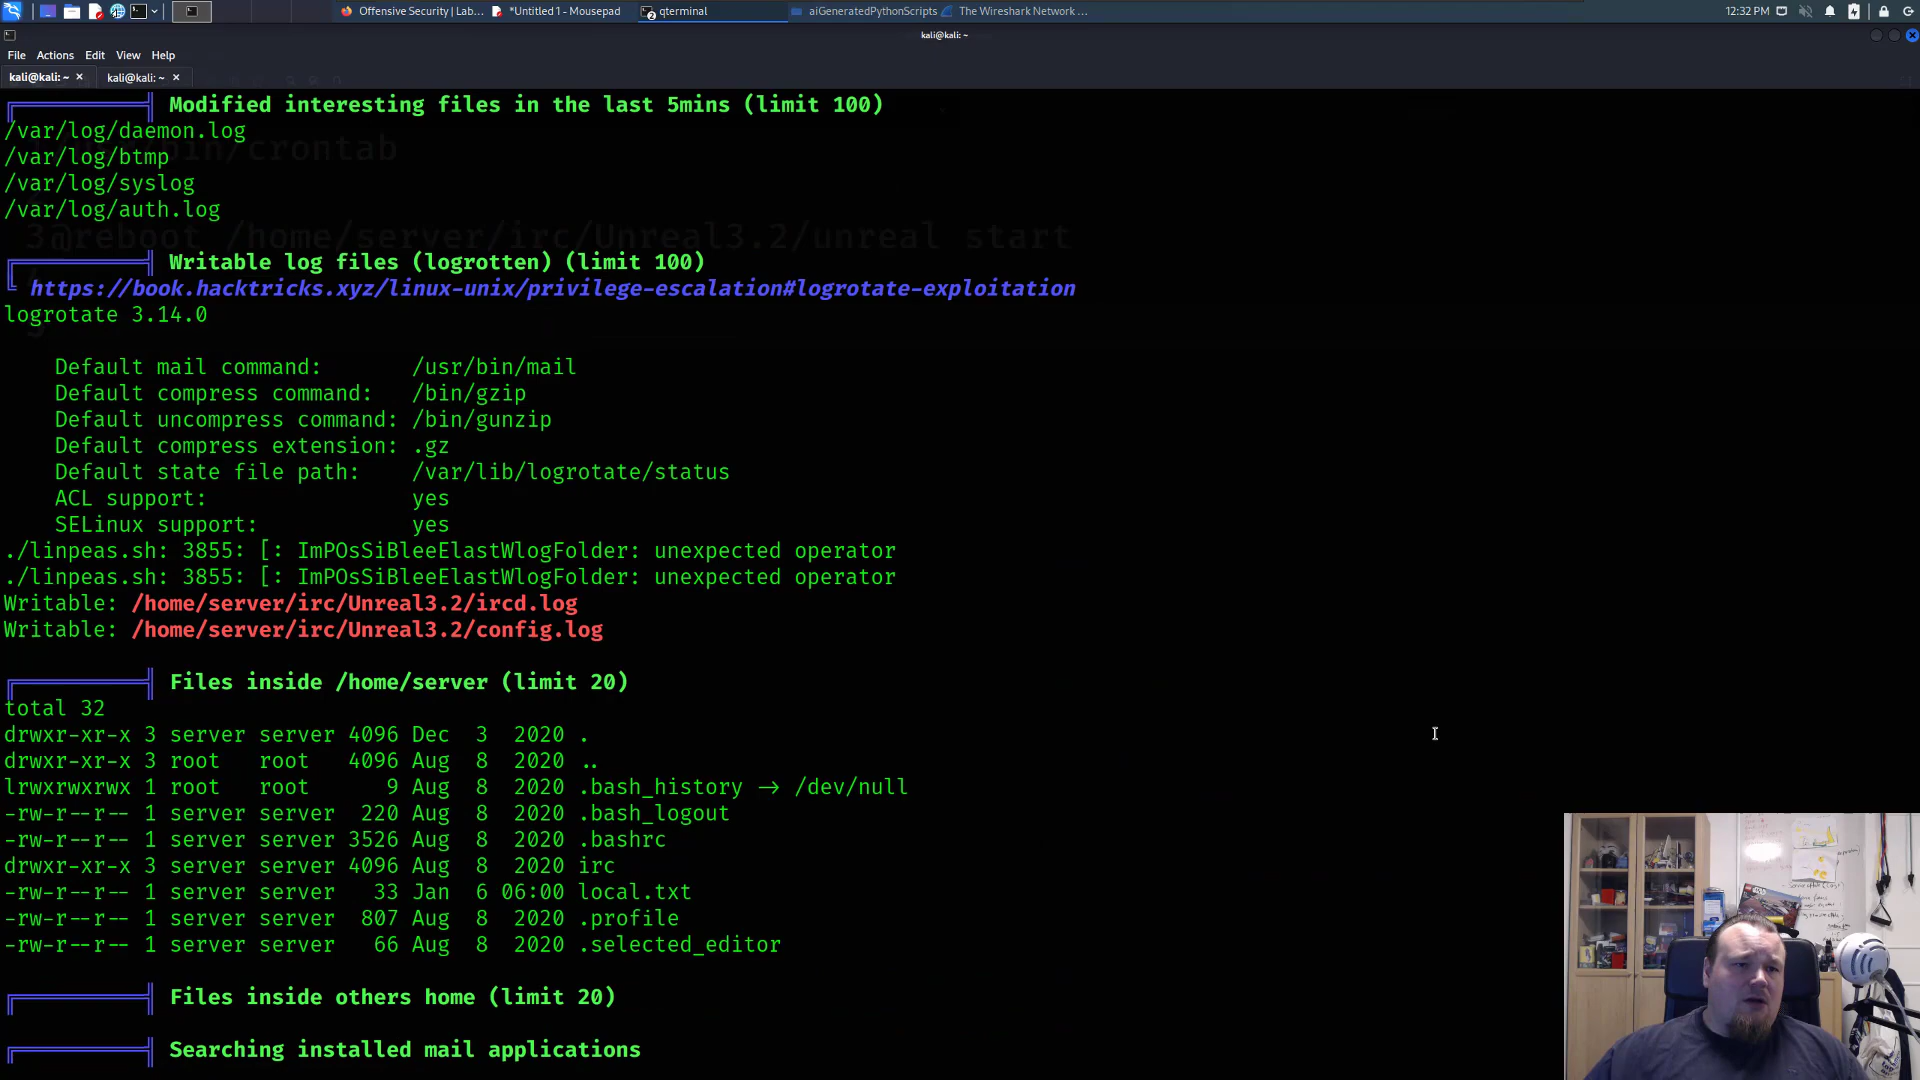 Offensive Security | Lab...
*Untitled 1 - Mousepad
qterminal
aiGeneratedPythonScripts
The Wireshark Network ...
12:32 PM
kali@kali: ~
File Actions Edit View Help
kali@kali: ~ × kali@kali: ~ ×
Modified interesting files in the last 5mins (limit 100)
/var/log/daemon.log
/bin/crontab
/var/log/btmp
/var/log/syslog
/var/log/auth.log
3@reboot /home/server/irc/Unreal3.2/unreal start
Writable log files (logrotten) (limit 100)
https://book.hacktricks.xyz/linux-unix/privilege-escalation#logrotate-exploitation
logrotate 3.14.0
Default mail command: /usr/bin/mail
Default compress command: /bin/gzip
Default uncompress command: /bin/gunzip
Default compress extension: .gz
Default state file path: /var/lib/logrotate/status
ACL support: yes
SELinux support: yes
./linpeas.sh: 3855: [: ImPOsSiBleeElastWlogFolder: unexpected operator
./linpeas.sh: 3855: [: ImPOsSiBleeElastWlogFolder: unexpected operator
Writable: /home/server/irc/Unreal3.2/ircd.log
Writable: /home/server/irc/Unreal3.2/config.log
Files inside /home/server (limit 20)
total 32
drwxr-xr-x 3 server server 4096 Dec 3 2020 .
drwxr-xr-x 3 root root 4096 Aug 8 2020 ..
lrwxrwxrwx 1 root root 9 Aug 8 2020 .bash_history → /dev/null
-rw-r--r-- 1 server server 220 Aug 8 2020 .bash_logout
-rw-r--r-- 1 server server 3526 Aug 8 2020 .bashrc
drwxr-xr-x 3 server server 4096 Aug 8 2020 irc
-rw-r--r-- 1 server server 33 Jan 6 06:00 local.txt
-rw-r--r-- 1 server server 807 Aug 8 2020 .profile
-rw-r--r-- 1 server server 66 Aug 8 2020 .selected_editor
Files inside others home (limit 20)
Searching installed mail applications